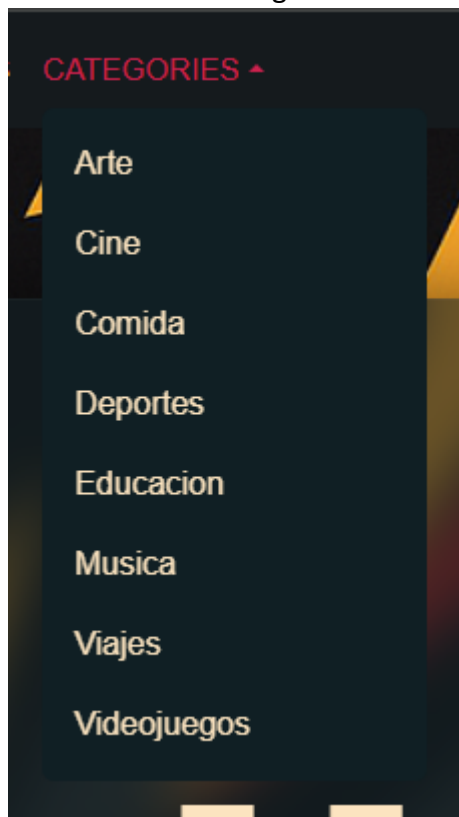 CATEGORIES
Arte
Cine
Comida
Deportes
Educacion
Musica
Viajes
Videojuegos